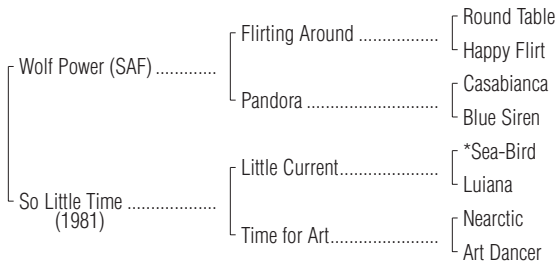 Round Table
Flirting Around ..................
Happy Flirt
Wolf Power (SAF) .............
Casabianca
Pandora .............................
Blue Siren
*Sea-Bird
Little Current......................
Luiana
So Little Time ...................
(1981)
Nearctic
Time for Art........................
Art Dancer